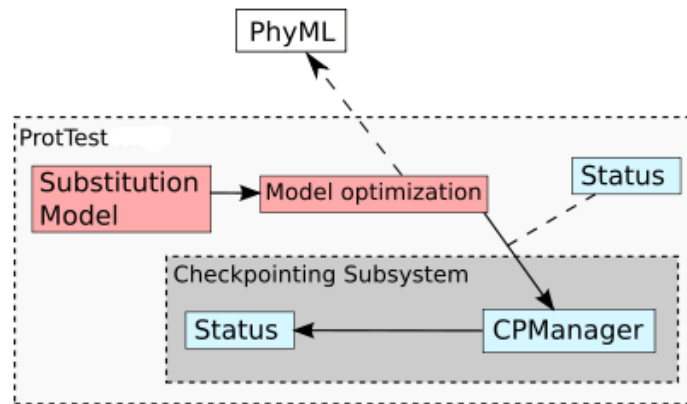 PhyML
ProtTest
Substitution
Model
Model optimization
Status
Checkpointing Subsystem
Status
CPManager